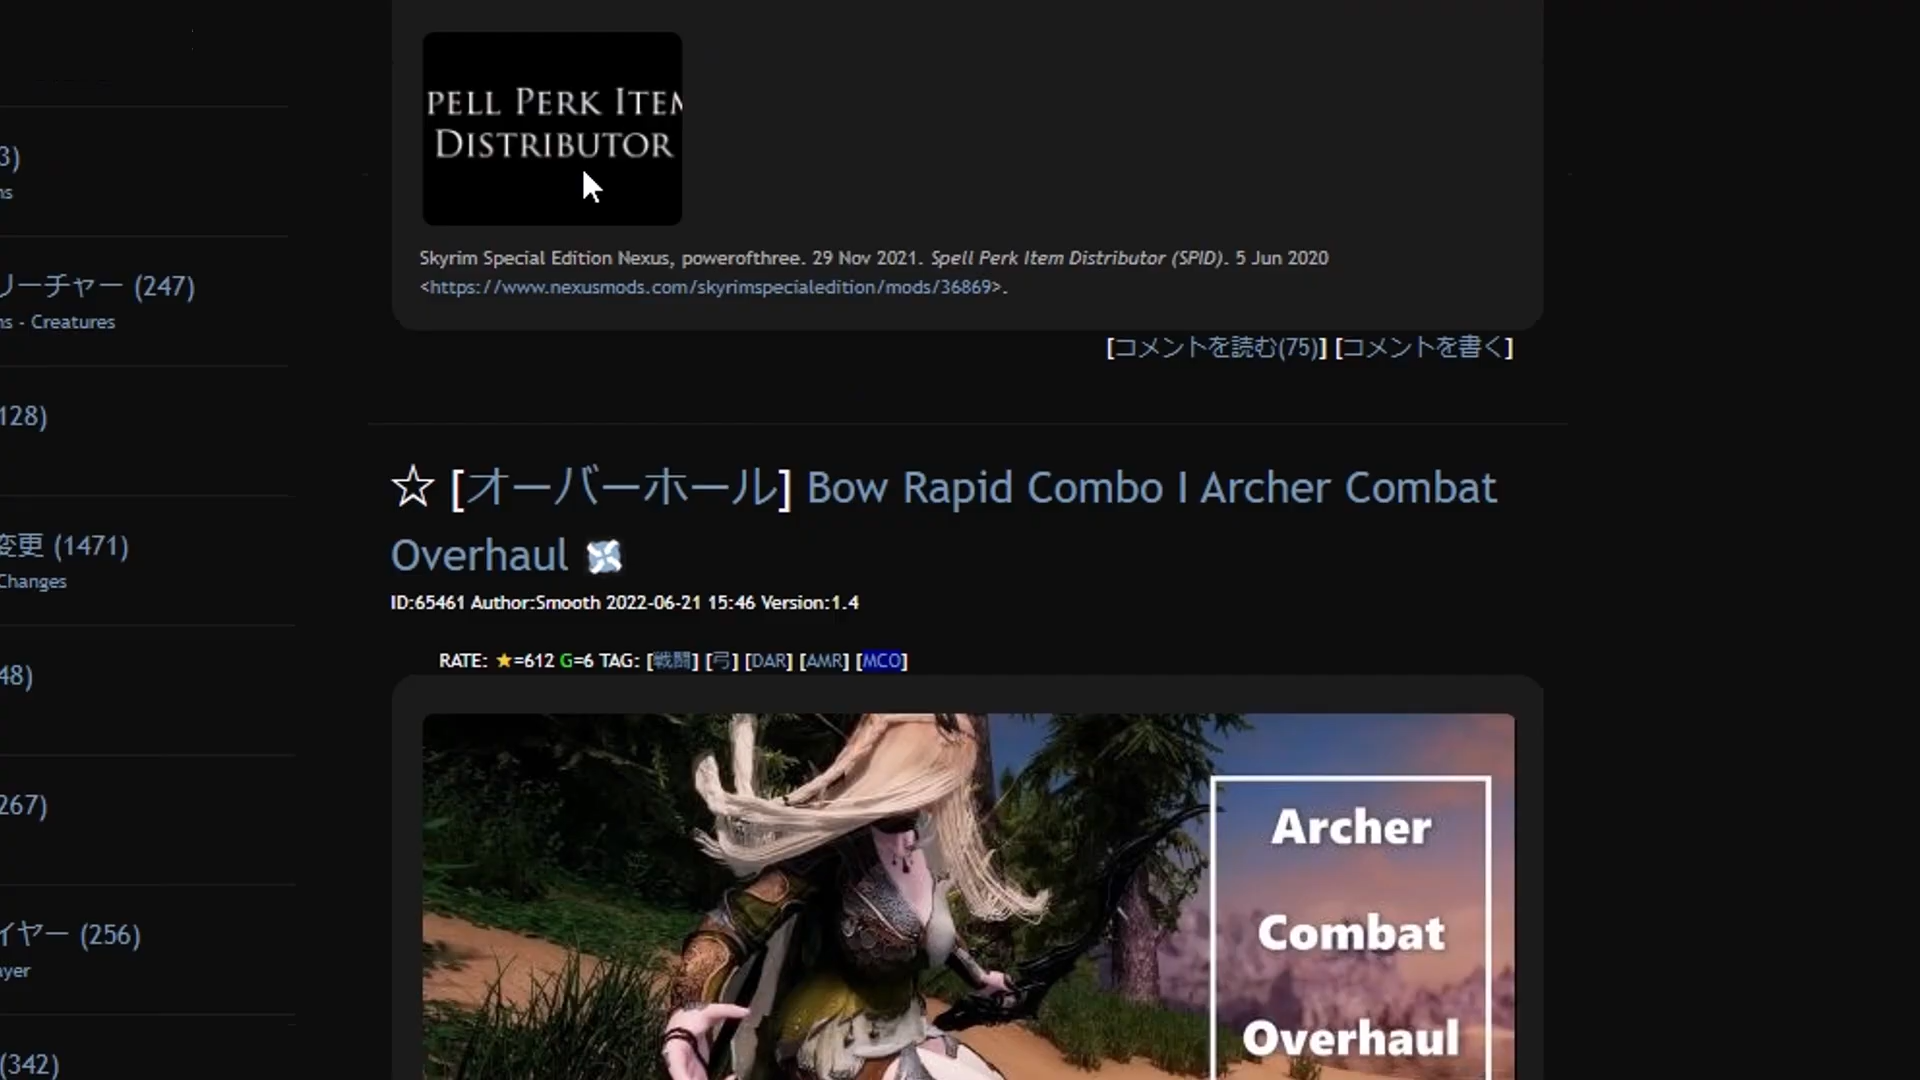 PELL PERK ITEM
DISTRIBUTOR
Skyrim Special Edition Nexus, powerofthree. 29 Nov 2021. Spell Perk Item Distributor (SPID). 5 Jun 2020
<https://www.nexusmods.com/skyrimspecialedition/mods/36869>.
[コメントを読む(75)] [コメントを書く]
3)
ns
リーチャー (247)
ns - Creatures
128)
変更 (1471)
Changes
48)
267)
イヤー (256)
ayer
(342)
☆ [オーバーホール] Bow Rapid Combo I Archer Combat
Overhaul
ID:65461 Author:Smooth 2022-06-21 15:46 Version:1.4
RATE: ★=612 G=6 TAG: [戦闘] [弓] [DAR] [AMR] [MCO]
Archer
Combat
Overhaul